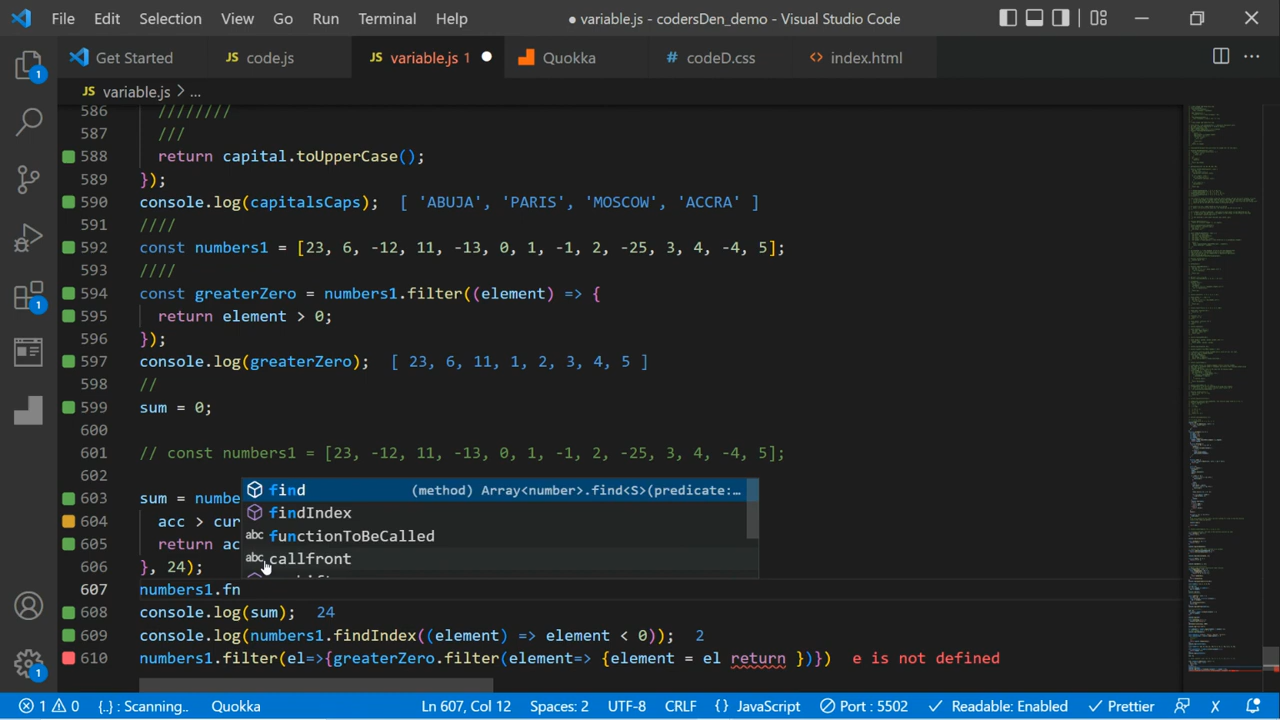 File Edit Selection View Go Run Terminal Help ● variable.js - codersDen_demo - Visual Studio Code
Get Started JS code.js JS variable.js 1 Quokka # codeD.css <> index.html
JS variable.js > ...
586 ////////
587 ///
588 return capital.toUpperCase();
589 });
590 console.log(capitalsCaps); [ 'ABUJA', 'PARIS', 'MOSCOW', 'ACCRA' ]
591 ////
592 const numbers1 = [23, 6, -12, 11, -13, 0, 1, -1, 2, -25, 3, 4, -4, 5];
593 ////
594 const greaterZero = numbers1.filter((element) => {
595 return element > 0;
596 });
597 console.log(greaterZero); [ 23, 6, 11, 1, 2, 3, 4, 5 ]
598 //
599 sum = 0;
600
601 // const numbers1 = [23, -12, 11, -13, 0, 1, -1, 2, -25, 3, 4, -4, 5];
602
603 sum = numbe
find (method) Array<number>.find<S>(predicate:...
findIndex
functionToBeCalled
callfront
604 acc > cur
605 return ac
606 }, 24);
607 numbers1.fn
608 console.log(sum); 24
609 console.log(numbers1.findIndex((element) => element < 0)); 2
610 numbers1.filter(el=>{greaterZero.filter(element=> {element = el return })}) e is not defined
1 0 {..} : Scanning.. Quokka Ln 607, Col 12 Spaces: 2 UTF-8 CRLF {} JavaScript Port : 5502 Readable: Enabled Prettier